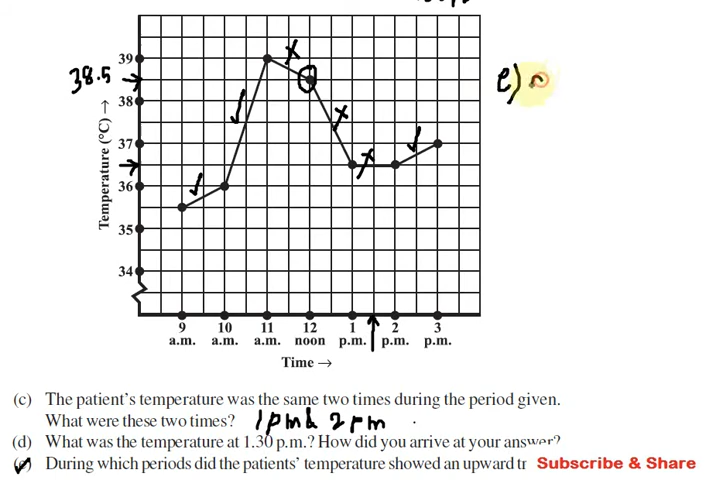 39
38.5
38
e)
37
36
35
34
Temperature (°C) →
9 10 11 12 1 2 3
a.m. a.m. a.m. noon p.m. p.m. p.m.
Time →
(c) The patient's temperature was the same two times during the period given.
What were these two times? 1pm & 2pm
(d) What was the temperature at 1.30 p.m.? How did you arrive at your answer?
During which periods did the patients' temperature showed an upward tr
Subscribe & Share